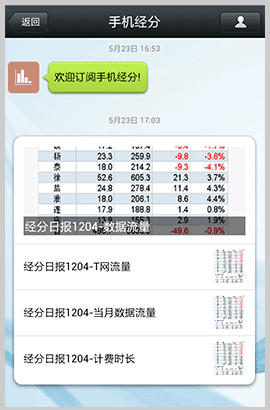 返回
手机经分
5月23日 16:53
欢迎订阅手机经分!
5月23日 17:03
扬 23.3 259.9 -9.8 -3.6%
泰 18.0 214.2 -9.3 -4.1%
徐 52.6 605.3 21.3 3.7%
盐 24.8 278.4 11.4 4.3%
淮 18.0 206.1 8.6 4.4%
连 17.9 188.8 1.4 0.8%
经分日报1204-数据流量
经分日报1204-T网流量
经分日报1204-当月数据流量
经分日报1204-计费时长